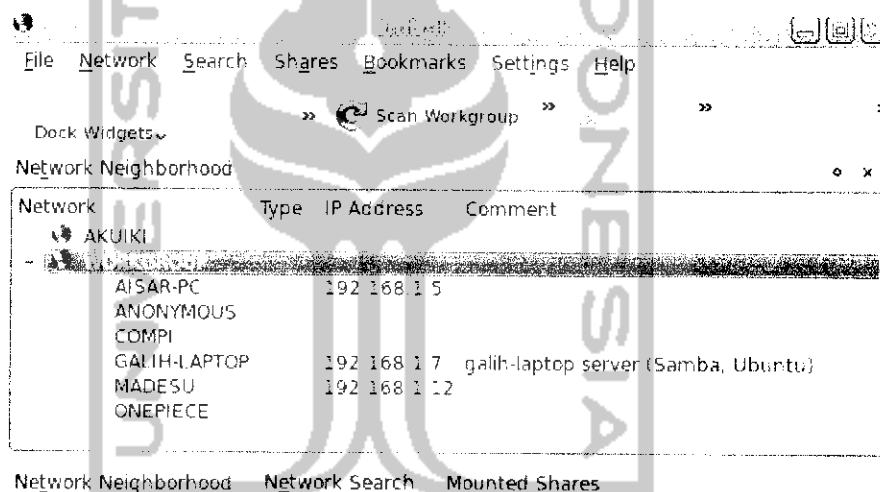 File Network Search Shares Bookmarks Settings Help
» Scan Workgroup » »
Dock Widgets
Network Neighborhood
Network Type IP Address Comment
AKUIKI
AISAR-PC 192 168 1 5
ANONYMOUS
COMPI
GALIH-LAPTOP 192 168 1 7 galih-laptop server (Samba, Ubuntu)
MADESU 192 168 1 12
ONEPIECE
Network Neighborhood Network Search Mounted Shares